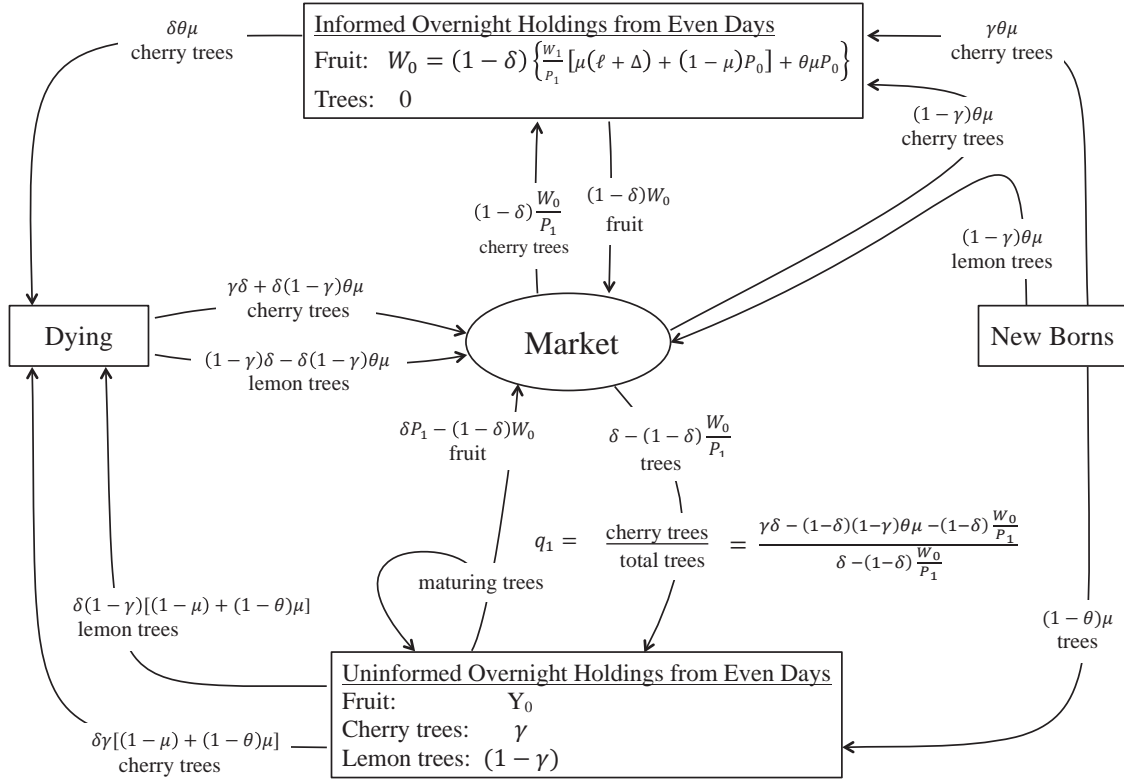 Informed Overnight Holdings from Even Days
Fruit: W₀ = (1 − δ) { W₁/P₁ [μ(ℓ + Δ) + (1 − μ)P₀] + θμP₀ }
Trees: 0
δθμ
cherry trees
γθμ
cherry trees
(1 − γ)θμ
cherry trees
(1 − δ) W₀/P₁
cherry trees
(1 − δ)W₀
fruit
(1 − γ)θμ
lemon trees
Dying
γδ + δ(1 − γ)θμ
cherry trees
(1 − γ)δ − δ(1 − γ)θμ
lemon trees
Market
New Borns
δP₁ − (1 − δ)W₀
fruit
δ − (1 − δ) W₀/P₁
trees
q₁ = cherry trees / total trees = (γδ − (1−δ)(1−γ)θμ − (1−δ) W₀/P₁) / (δ − (1−δ) W₀/P₁)
maturing trees
δ(1 − γ)[(1 − μ) + (1 − θ)μ]
lemon trees
(1 − θ)μ
trees
Uninformed Overnight Holdings from Even Days
Fruit: Y₀
Cherry trees: γ
Lemon trees: (1 − γ)
δγ[(1 − μ) + (1 − θ)μ]
cherry trees